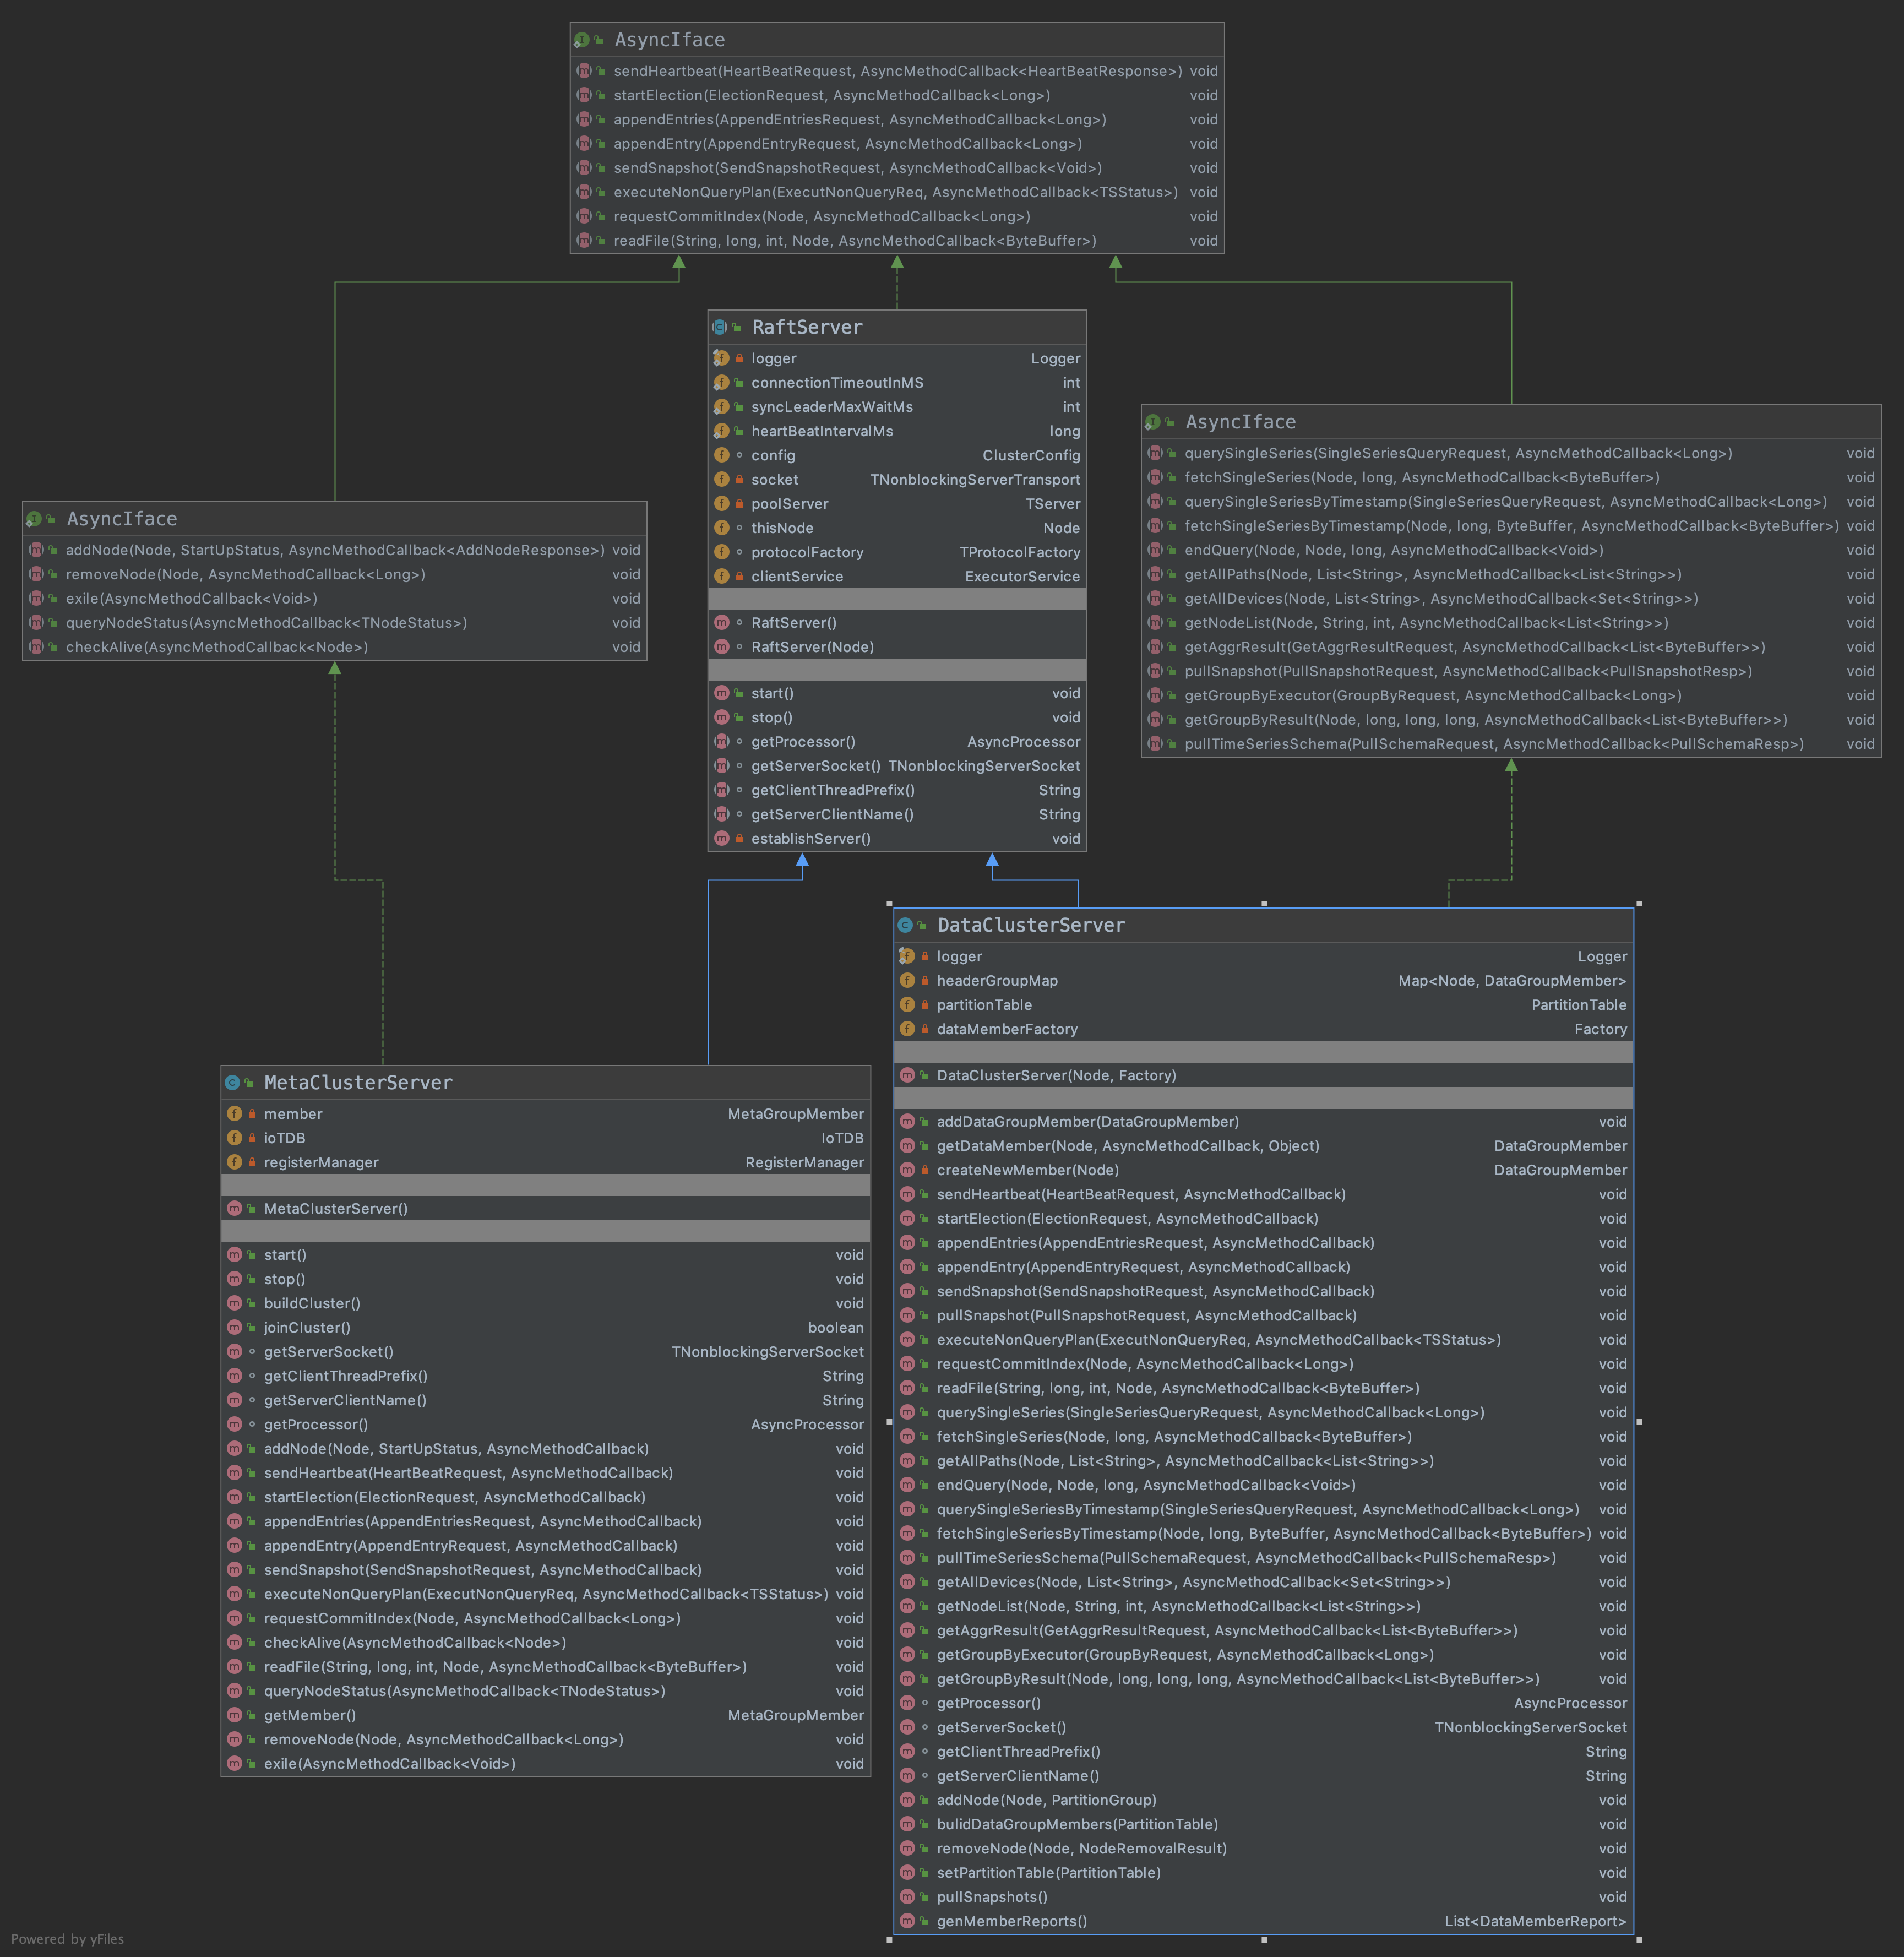 AsyncIface
sendHeartbeat(HeartBeatRequest, AsyncMethodCallback<HeartBeatResponse>) void
startElection(ElectionRequest, AsyncMethodCallback<Long>) void
appendEntries(AppendEntriesRequest, AsyncMethodCallback<Long>) void
appendEntry(AppendEntryRequest, AsyncMethodCallback<Long>) void
sendSnapshot(SendSnapshotRequest, AsyncMethodCallback<Void>) void
executeNonQueryPlan(ExecutNonQueryReq, AsyncMethodCallback<TSStatus>) void
requestCommitIndex(Node, AsyncMethodCallback<Long>) void
readFile(String, long, int, Node, AsyncMethodCallback<ByteBuffer>) void
RaftServer
logger Logger
connectionTimeoutInMS int
syncLeaderMaxWaitMs int
heartBeatIntervalMs long
config ClusterConfig
socket TNonblockingServerTransport
poolServer TServer
thisNode Node
protocolFactory TProtocolFactory
clientService ExecutorService
RaftServer()
RaftServer(Node)
start() void
stop() void
getProcessor() AsyncProcessor
getServerSocket() TNonblockingServerSocket
getClientThreadPrefix() String
getServerClientName() String
establishServer() void
AsyncIface
querySingleSeries(SingleSeriesQueryRequest, AsyncMethodCallback<Long>) void
fetchSingleSeries(Node, long, AsyncMethodCallback<ByteBuffer>) void
querySingleSeriesByTimestamp(SingleSeriesQueryRequest, AsyncMethodCallback<Long>) void
fetchSingleSeriesByTimestamp(Node, long, ByteBuffer, AsyncMethodCallback<ByteBuffer>) void
endQuery(Node, Node, long, AsyncMethodCallback<Void>) void
getAllPaths(Node, List<String>, AsyncMethodCallback<List<String>>) void
getAllDevices(Node, List<String>, AsyncMethodCallback<Set<String>>) void
getNodeList(Node, String, int, AsyncMethodCallback<List<String>>) void
getAggrResult(GetAggrResultRequest, AsyncMethodCallback<List<ByteBuffer>>) void
pullSnapshot(PullSnapshotRequest, AsyncMethodCallback<PullSnapshotResp>) void
getGroupByExecutor(GroupByRequest, AsyncMethodCallback<Long>) void
getGroupByResult(Node, long, long, long, AsyncMethodCallback<List<ByteBuffer>>) void
pullTimeSeriesSchema(PullSchemaRequest, AsyncMethodCallback<PullSchemaResp>) void
AsyncIface
addNode(Node, StartUpStatus, AsyncMethodCallback<AddNodeResponse>) void
removeNode(Node, AsyncMethodCallback<Long>) void
exile(AsyncMethodCallback<Void>) void
queryNodeStatus(AsyncMethodCallback<TNodeStatus>) void
checkAlive(AsyncMethodCallback<Node>) void
DataClusterServer
logger Logger
headerGroupMap Map<Node, DataGroupMember>
partitionTable PartitionTable
dataMemberFactory Factory
DataClusterServer(Node, Factory)
addDataGroupMember(DataGroupMember) void
getDataMember(Node, AsyncMethodCallback, Object) DataGroupMember
createNewMember(Node) DataGroupMember
sendHeartbeat(HeartBeatRequest, AsyncMethodCallback) void
startElection(ElectionRequest, AsyncMethodCallback) void
appendEntries(AppendEntriesRequest, AsyncMethodCallback) void
appendEntry(AppendEntryRequest, AsyncMethodCallback) void
sendSnapshot(SendSnapshotRequest, AsyncMethodCallback) void
pullSnapshot(PullSnapshotRequest, AsyncMethodCallback) void
executeNonQueryPlan(ExecutNonQueryReq, AsyncMethodCallback<TSStatus>) void
requestCommitIndex(Node, AsyncMethodCallback<Long>) void
readFile(String, long, int, Node, AsyncMethodCallback<ByteBuffer>) void
querySingleSeries(SingleSeriesQueryRequest, AsyncMethodCallback<Long>) void
fetchSingleSeries(Node, long, AsyncMethodCallback<ByteBuffer>) void
getAllPaths(Node, List<String>, AsyncMethodCallback<List<String>>) void
endQuery(Node, Node, long, AsyncMethodCallback<Void>) void
querySingleSeriesByTimestamp(SingleSeriesQueryRequest, AsyncMethodCallback<Long>) void
fetchSingleSeriesByTimestamp(Node, long, ByteBuffer, AsyncMethodCallback<ByteBuffer>) void
pullTimeSeriesSchema(PullSchemaRequest, AsyncMethodCallback<PullSchemaResp>) void
getAllDevices(Node, List<String>, AsyncMethodCallback<Set<String>>) void
getNodeList(Node, String, int, AsyncMethodCallback<List<String>>) void
getAggrResult(GetAggrResultRequest, AsyncMethodCallback<List<ByteBuffer>>) void
getGroupByExecutor(GroupByRequest, AsyncMethodCallback<Long>) void
getGroupByResult(Node, long, long, long, AsyncMethodCallback<List<ByteBuffer>>) void
getProcessor() AsyncProcessor
getServerSocket() TNonblockingServerSocket
getClientThreadPrefix() String
getServerClientName() String
addNode(Node, PartitionGroup) void
bulidDataGroupMembers(PartitionTable) void
removeNode(Node, NodeRemovalResult) void
setPartitionTable(PartitionTable) void
pullSnapshots() void
genMemberReports() List<DataMemberReport>
MetaClusterServer
member MetaGroupMember
ioTDB IoTDB
registerManager RegisterManager
MetaClusterServer()
start() void
stop() void
buildCluster() void
joinCluster() boolean
getServerSocket() TNonblockingServerSocket
getClientThreadPrefix() String
getServerClientName() String
getProcessor() AsyncProcessor
addNode(Node, StartUpStatus, AsyncMethodCallback) void
sendHeartbeat(HeartBeatRequest, AsyncMethodCallback) void
startElection(ElectionRequest, AsyncMethodCallback) void
appendEntries(AppendEntriesRequest, AsyncMethodCallback) void
appendEntry(AppendEntryRequest, AsyncMethodCallback) void
sendSnapshot(SendSnapshotRequest, AsyncMethodCallback) void
executeNonQueryPlan(ExecutNonQueryReq, AsyncMethodCallback<TSStatus>) void
requestCommitIndex(Node, AsyncMethodCallback<Long>) void
checkAlive(AsyncMethodCallback<Node>) void
readFile(String, long, int, Node, AsyncMethodCallback<ByteBuffer>) void
queryNodeStatus(AsyncMethodCallback<TNodeStatus>) void
getMember() MetaGroupMember
removeNode(Node, AsyncMethodCallback<Long>) void
exile(AsyncMethodCallback<Void>) void
Powered by yFiles